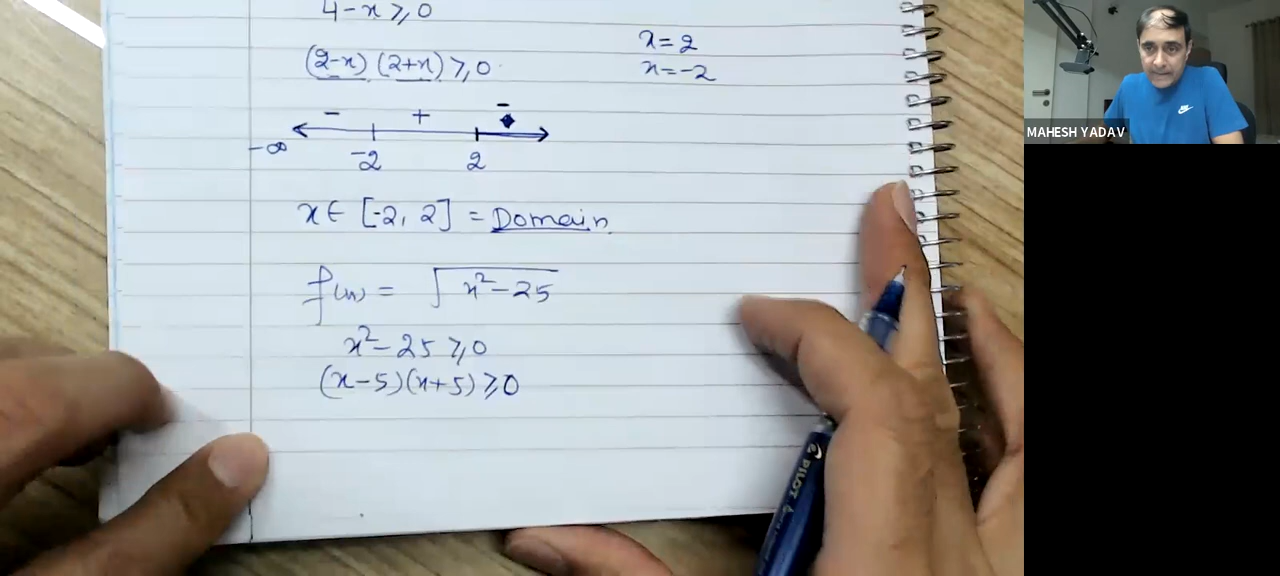 4-x ≥ 0
(2-x) (2+x) ≥ 0
x = 2
x = -2
- + -
-∞ -2 2
x ∈ [-2, 2] = Domain
f(x) = √x²-25
x² - 25 ≥ 0
(x-5)(x+5) ≥ 0
MAHESH YADAV
PILOT